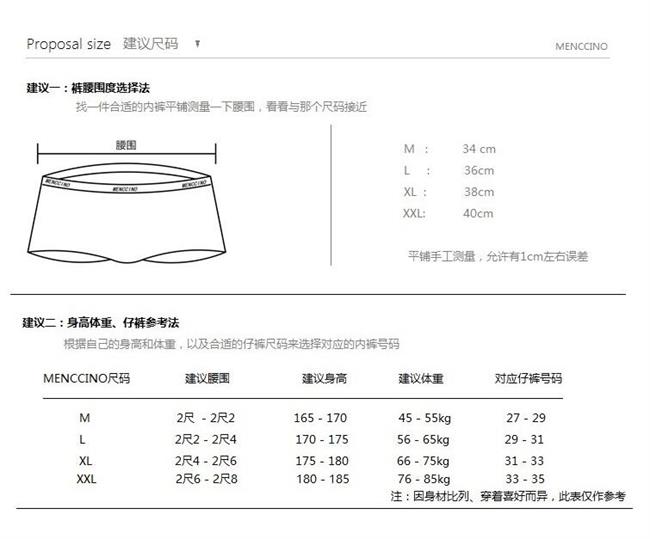 Proposal size 建议尺码
MENCCINO
建议一：裤腰围度选择法
找一件合适的内裤平铺测量一下腰围，看看与那个尺码接近
腰围
MENCCINO MENCCINO MENCCINO
M ： 34 cm
L ： 36cm
XL ： 38cm
XXL: 40cm
平铺手工测量，允许有1cm左右误差
建议二：身高体重、仔裤参考法
根据自己的身高和体重，以及合适的仔裤尺码来选择对应的内裤号码
MENCCINO尺码 建议腰围 建议身高 建议体重 对应仔裤号码
M 2尺 - 2尺2 165 - 170 45 - 55kg 27 - 29
L 2尺2 - 2尺4 170 - 175 56 - 65kg 29 - 31
XL 2尺4 - 2尺6 175 - 180 66 - 75kg 31 - 33
XXL 2尺6 - 2尺8 180 - 185 76 - 85kg 33 - 35
注：因身材比列、穿着喜好而异，此表仅作参考